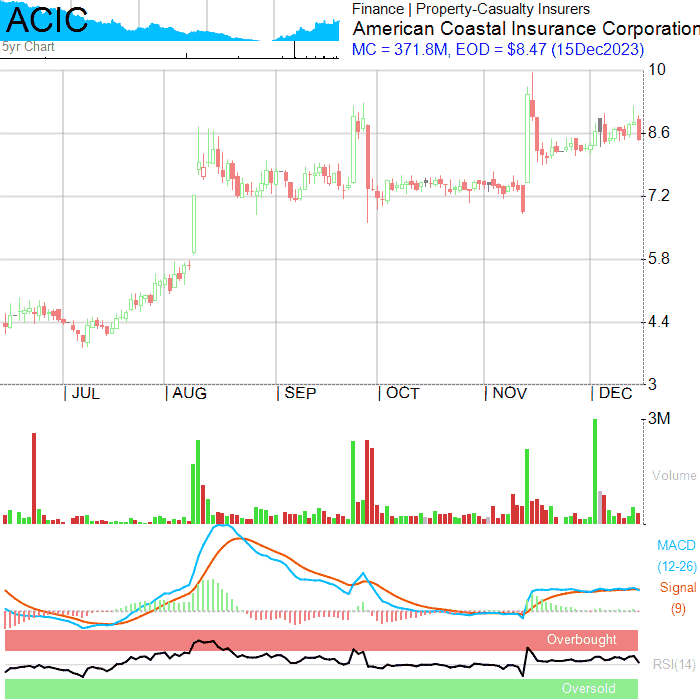 ACIC
5yr Chart
Finance | Property-Casualty Insurers
American Coastal Insurance Corporation
MC = 371.8M, EOD = $8.47 (15Dec2023)
10
8.6
7.2
5.8
4.4
3
JUL AUG SEP OCT NOV DEC
3M
Volume
MACD
(12-26)
Signal
(9)
Overbought
RSI(14)
Oversold